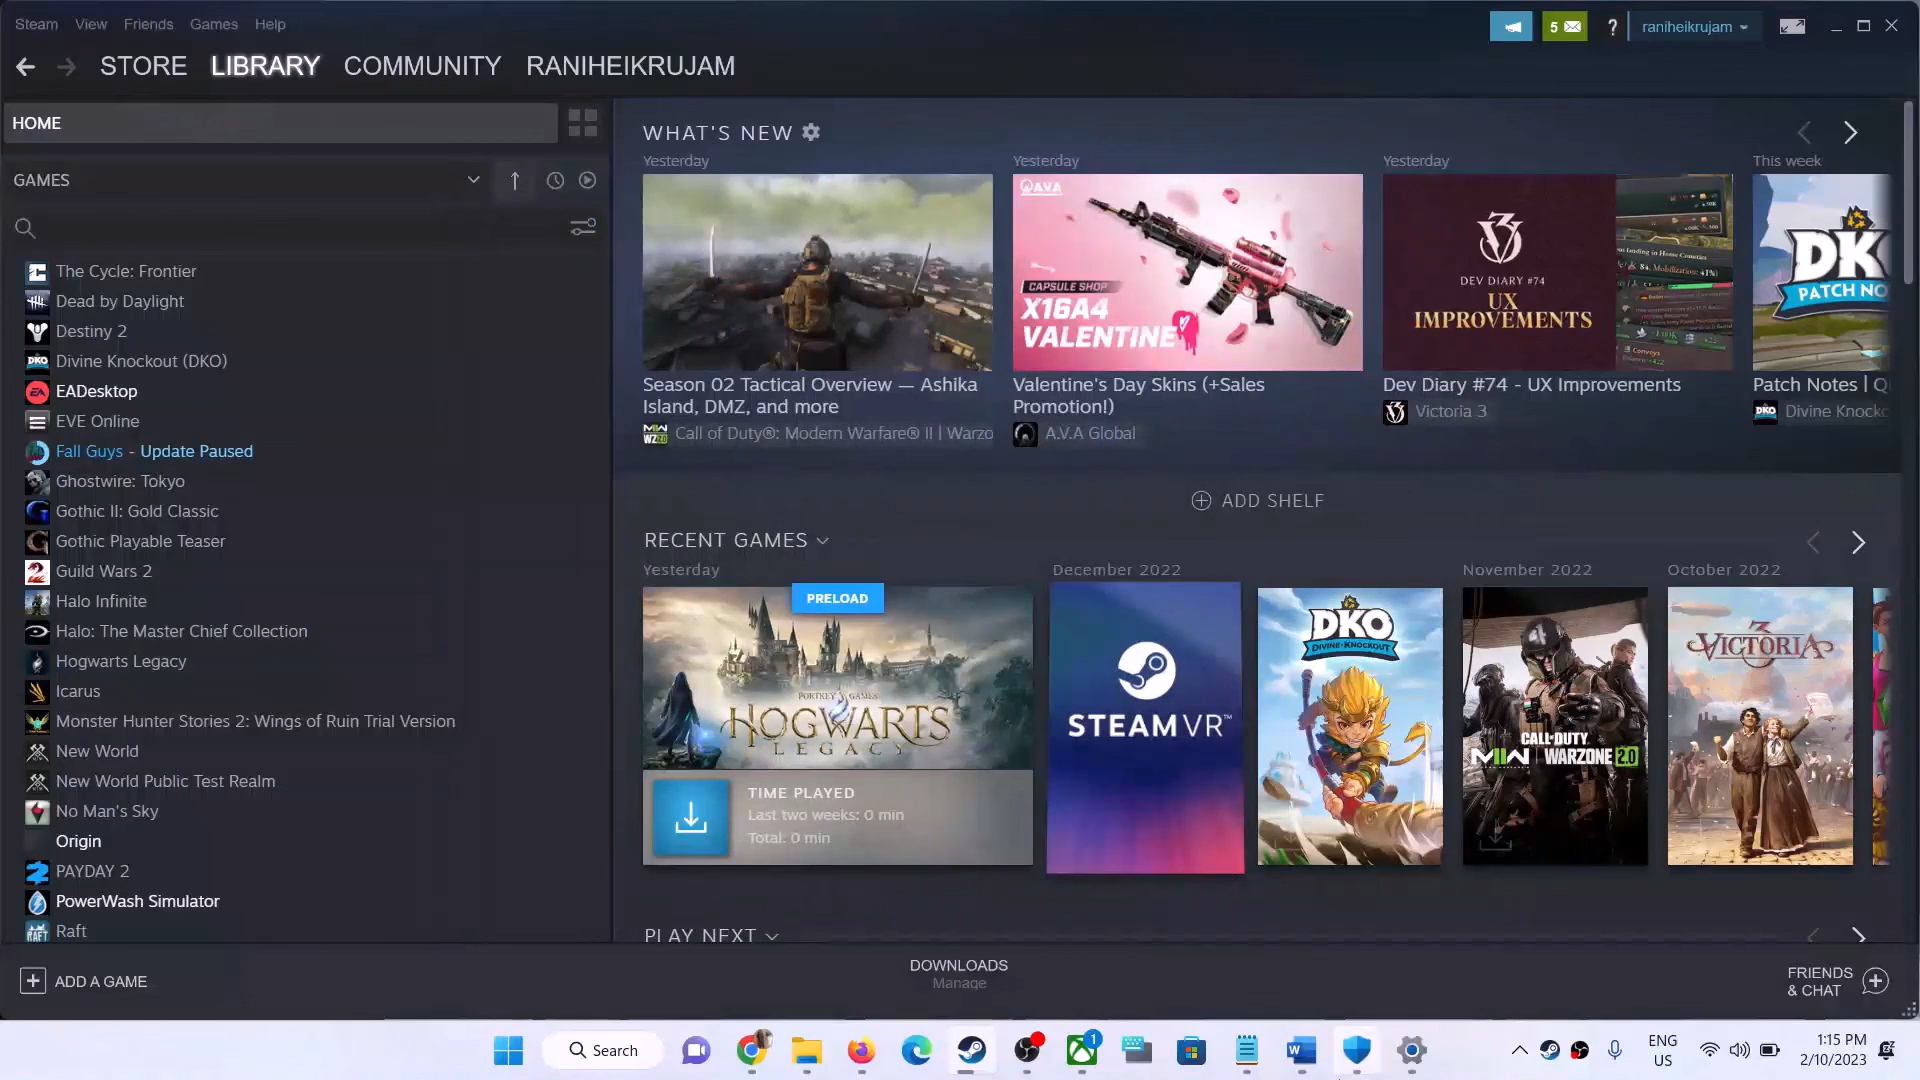 Steam View Friends Games Help
5 ? raniheikrujam
STORE LIBRARY COMMUNITY RANIHEIKRUJAM
HOME
GAMES
The Cycle: Frontier
Dead by Daylight
Destiny 2
Divine Knockout (DKO)
EADesktop
EVE Online
Fall Guys - Update Paused
Ghostwire: Tokyo
Gothic II: Gold Classic
Gothic Playable Teaser
Guild Wars 2
Halo Infinite
Halo: The Master Chief Collection
Hogwarts Legacy
Icarus
Monster Hunter Stories 2: Wings of Ruin Trial Version
New World
New World Public Test Realm
No Man's Sky
Origin
PAYDAY 2
PowerWash Simulator
Raft
WHAT'S NEW
Yesterday
Season 02 Tactical Overview — Ashika
Island, DMZ, and more
Call of Duty®: Modern Warfare® II | Warzo
Yesterday
AVA
CAPSULE SHOP
X16A4
VALENTINE
Valentine's Day Skins (+Sales
Promotion!)
A.V.A Global
Yesterday
DEV DIARY #74
UX
IMPROVEMENTS
Dev Diary #74 - UX Improvements
Victoria 3
This week
DK
PATCH NO
Patch Notes | Q
Divine Knocko
ADD SHELF
RECENT GAMES
Yesterday
PRELOAD
PORTKEY GAMES
HOGWARTS
LEGACY
TIME PLAYED
Last two weeks: 0 min
Total: 0 min
December 2022
STEAMVR™
DKO
DIVINE KNOCKOUT
November 2022
CALL OF DUTY
MWII WARZONE 2.0
October 2022
VICTORIA
3
PLAY NEXT
ADD A GAME
DOWNLOADS
Manage
FRIENDS
& CHAT
Search
1
ENG
US
1:15 PM
2/10/2023